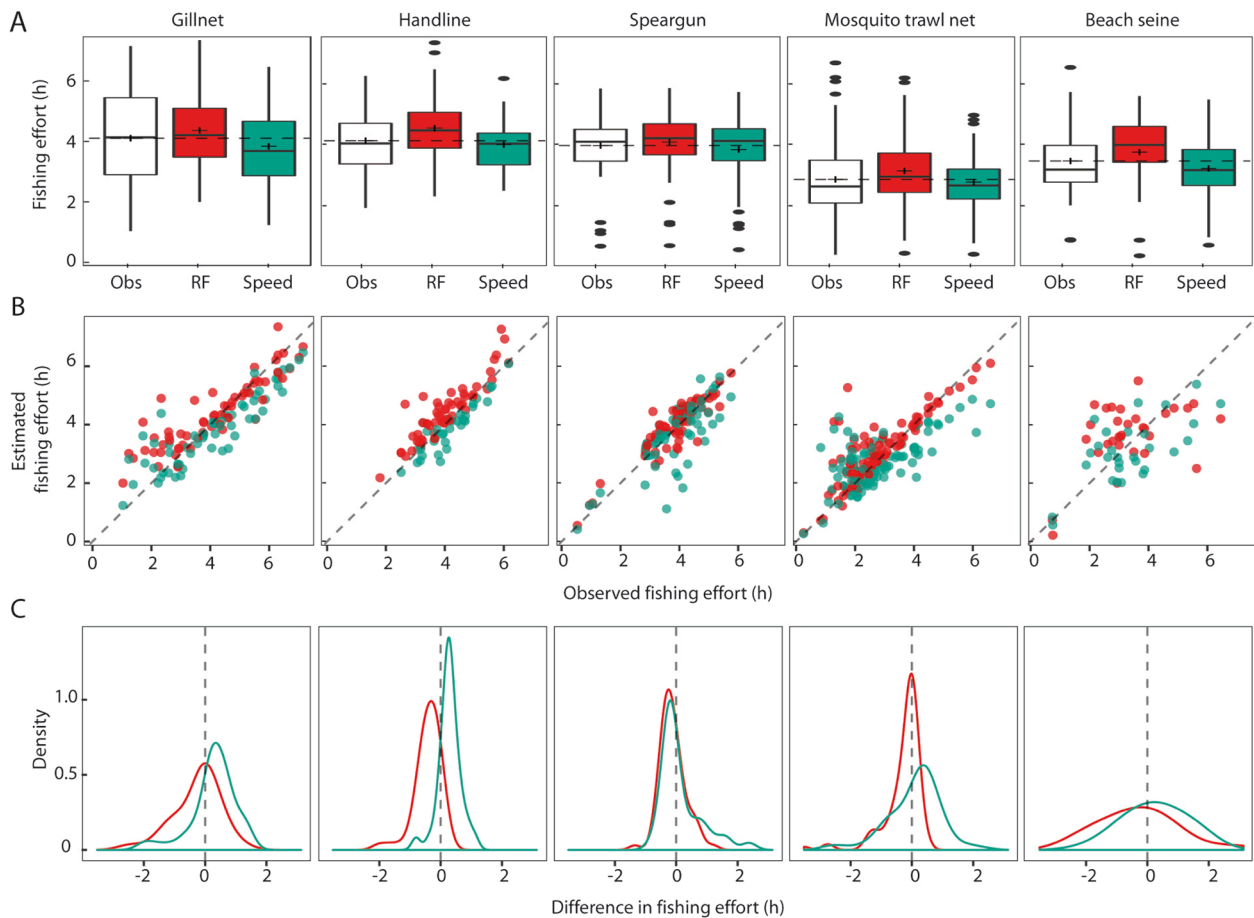 A
Gillnet
Handline
Speargun
Mosquito trawl net
Beach seine
Fishing effort (h)
6
4
2
0
Obs RF Speed Obs RF Speed Obs RF Speed Obs RF Speed Obs RF Speed
B
Estimated
fishing effort (h)
6
4
2
0
0 2 4 6 0 2 4 6 0 2 4 6 0 2 4 6 0 2 4 6
Observed fishing effort (h)
C
Density
1.0
0.5
0
-2 0 2 -2 0 2 -2 0 2 -2 0 2 -2 0 2
Difference in fishing effort (h)